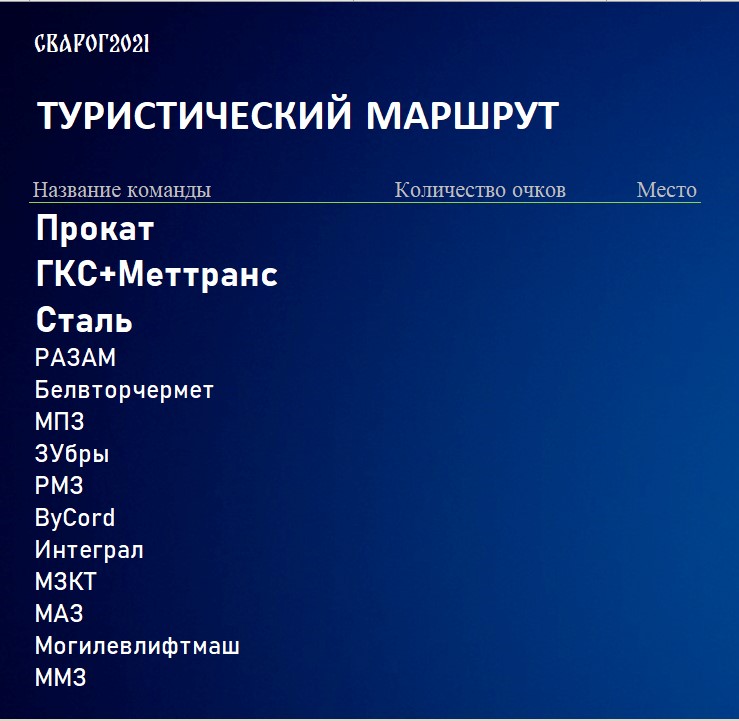 СВАРОГ2021
ТУРИСТИЧЕСКИЙ МАРШРУТ
Название команды Количество очков Место
Прокат
ГКС+Меттранс
Сталь
РАЗАМ
Белвторчермет
МПЗ
ЗУбры
РМЗ
ByCord
Интеграл
МЗКТ
МАЗ
Могилевлифтмаш
ММЗ